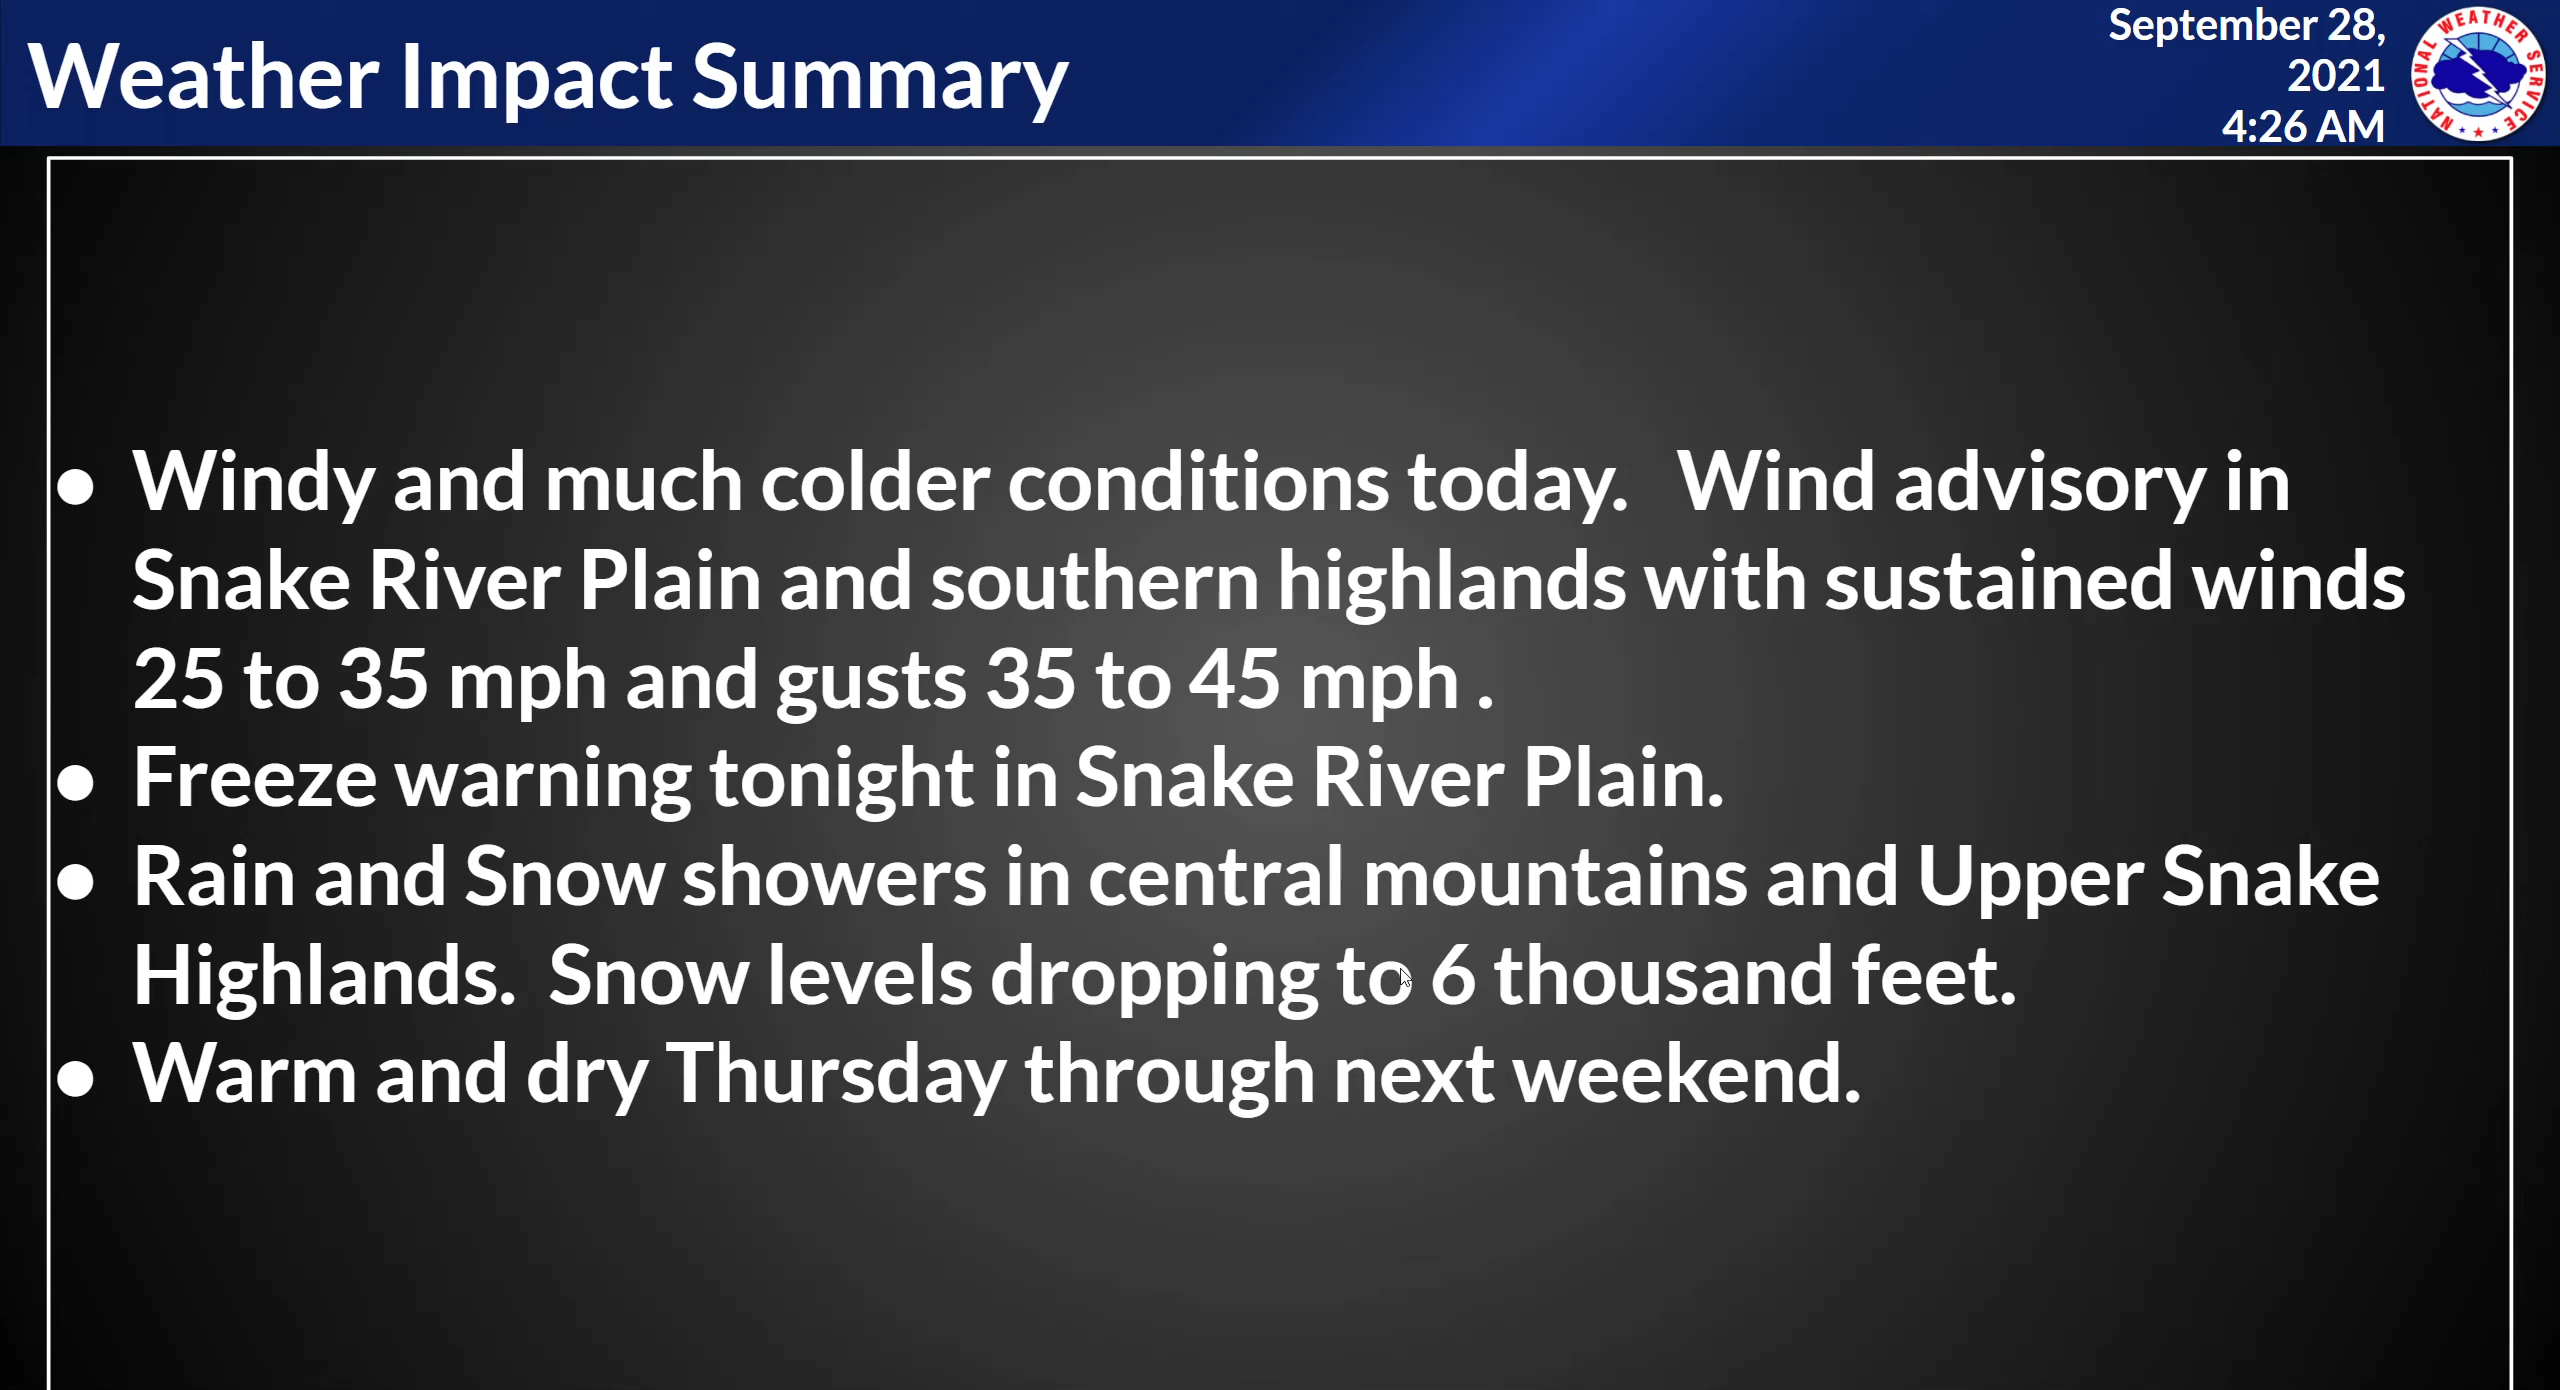 Weather Impact Summary
September 28,
2021
4:26 AM
NATIONAL WEATHER SERVICE
● Windy and much colder conditions today.   Wind advisory in
Snake River Plain and southern highlands with sustained winds
25 to 35 mph and gusts 35 to 45 mph .
● Freeze warning tonight in Snake River Plain.
● Rain and Snow showers in central mountains and Upper Snake
Highlands.  Snow levels dropping to 6 thousand feet.
● Warm and dry Thursday through next weekend.